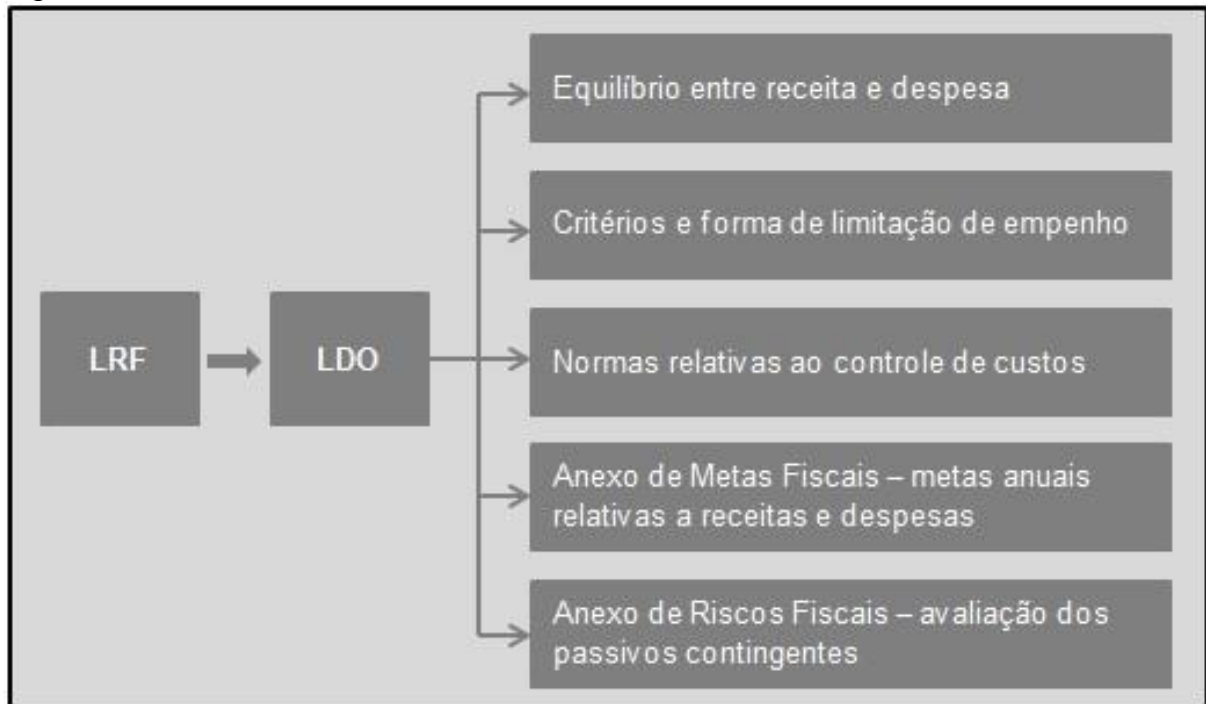 LRF
LDO
Equilíbrio entre receita e despesa
Critérios e forma de limitação de empenho
Normas relativas ao controle de custos
Anexo de Metas Fiscais – metas anuais
relativas a receitas e despesas
Anexo de Riscos Fiscais – avaliação dos
passivos contingentes